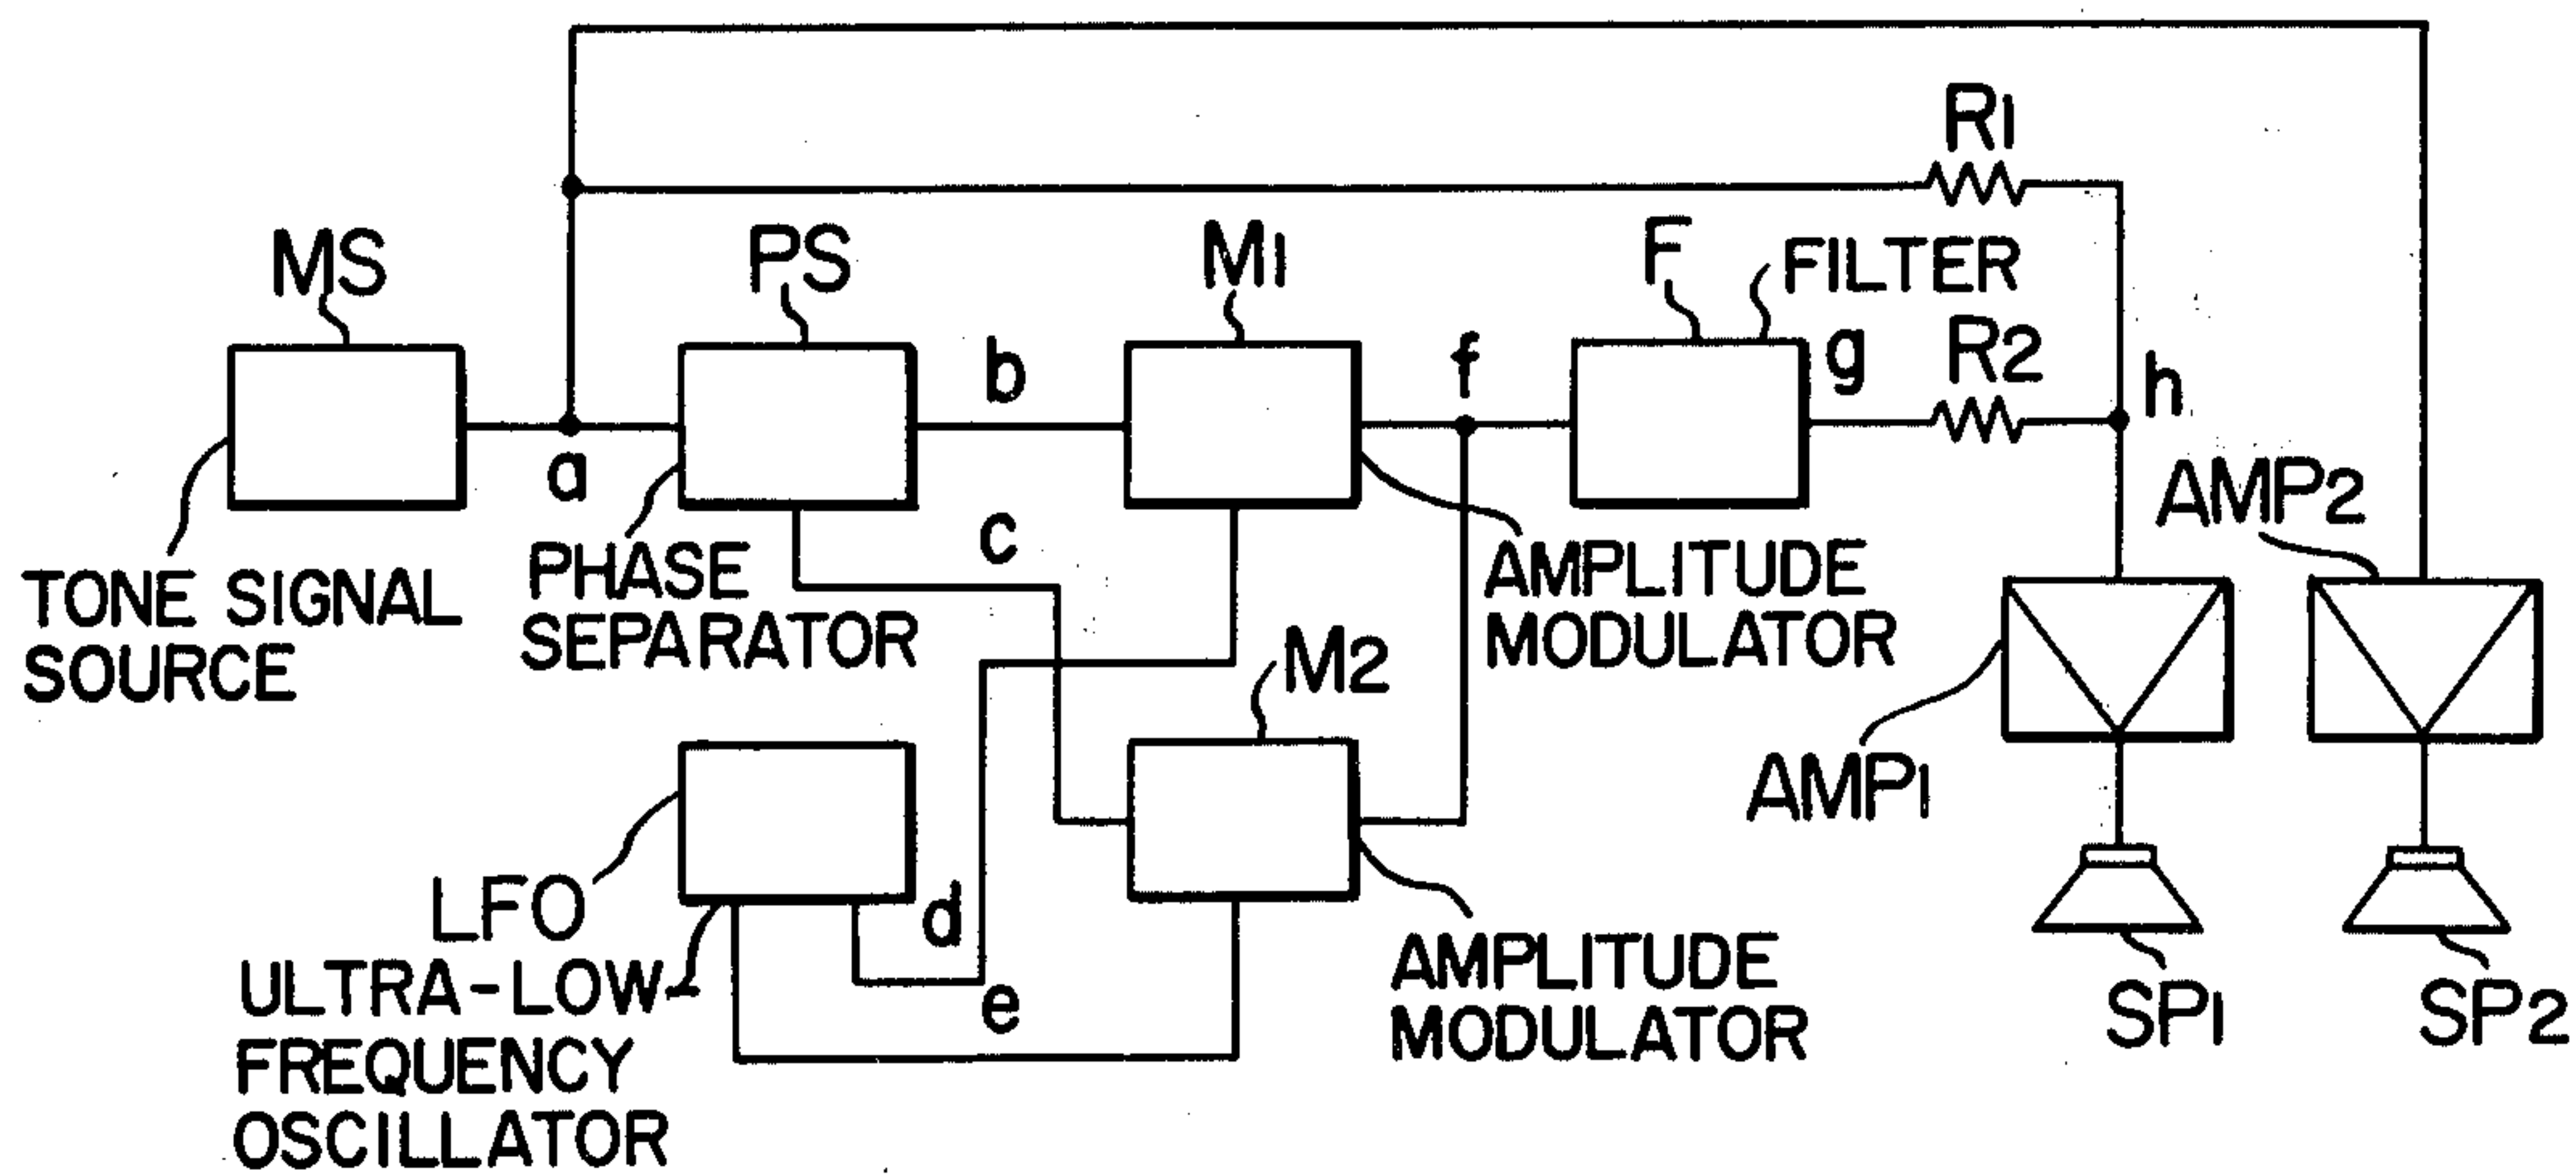 R1
MS
PS
M1
F
FILTER
b
f
g
R2
h
a
c
AMP2
TONE SIGNAL
SOURCE
PHASE
SEPARATOR
AMPLITUDE
MODULATOR
M2
AMP1
LFO
d
ULTRA-LOW
FREQUENCY
OSCILLATOR
e
AMPLITUDE
MODULATOR
SP1
SP2